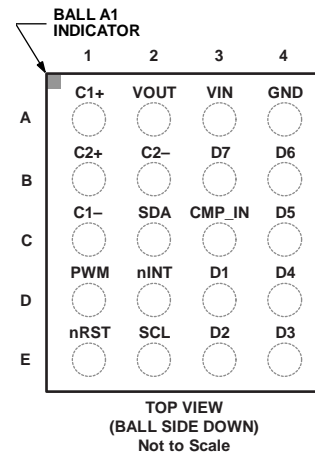 BALL A1
INDICATOR
1 2 3 4
C1+ VOUT VIN GND
A
C2+ C2– D7 D6
B
C1– SDA CMP_IN D5
C
PWM nINT D1 D4
D
nRST SCL D2 D3
E
TOP VIEW
(BALL SIDE DOWN)
Not to Scale